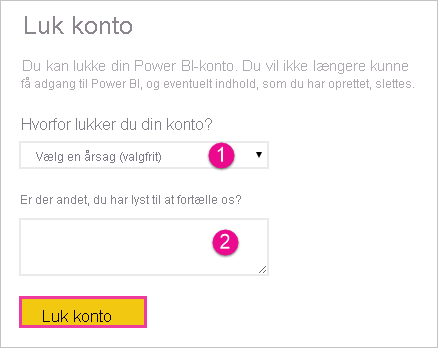 Luk konto
Du kan lukke din Power BI-konto. Du vil ikke længere kunne
få adgang til Power BI, og eventuelt indhold, som du har oprettet, slettes.
Hvorfor lukker du din konto?
Vælg en årsag (valgfrit) 1
Er der andet, du har lyst til at fortælle os?
2
Luk konto